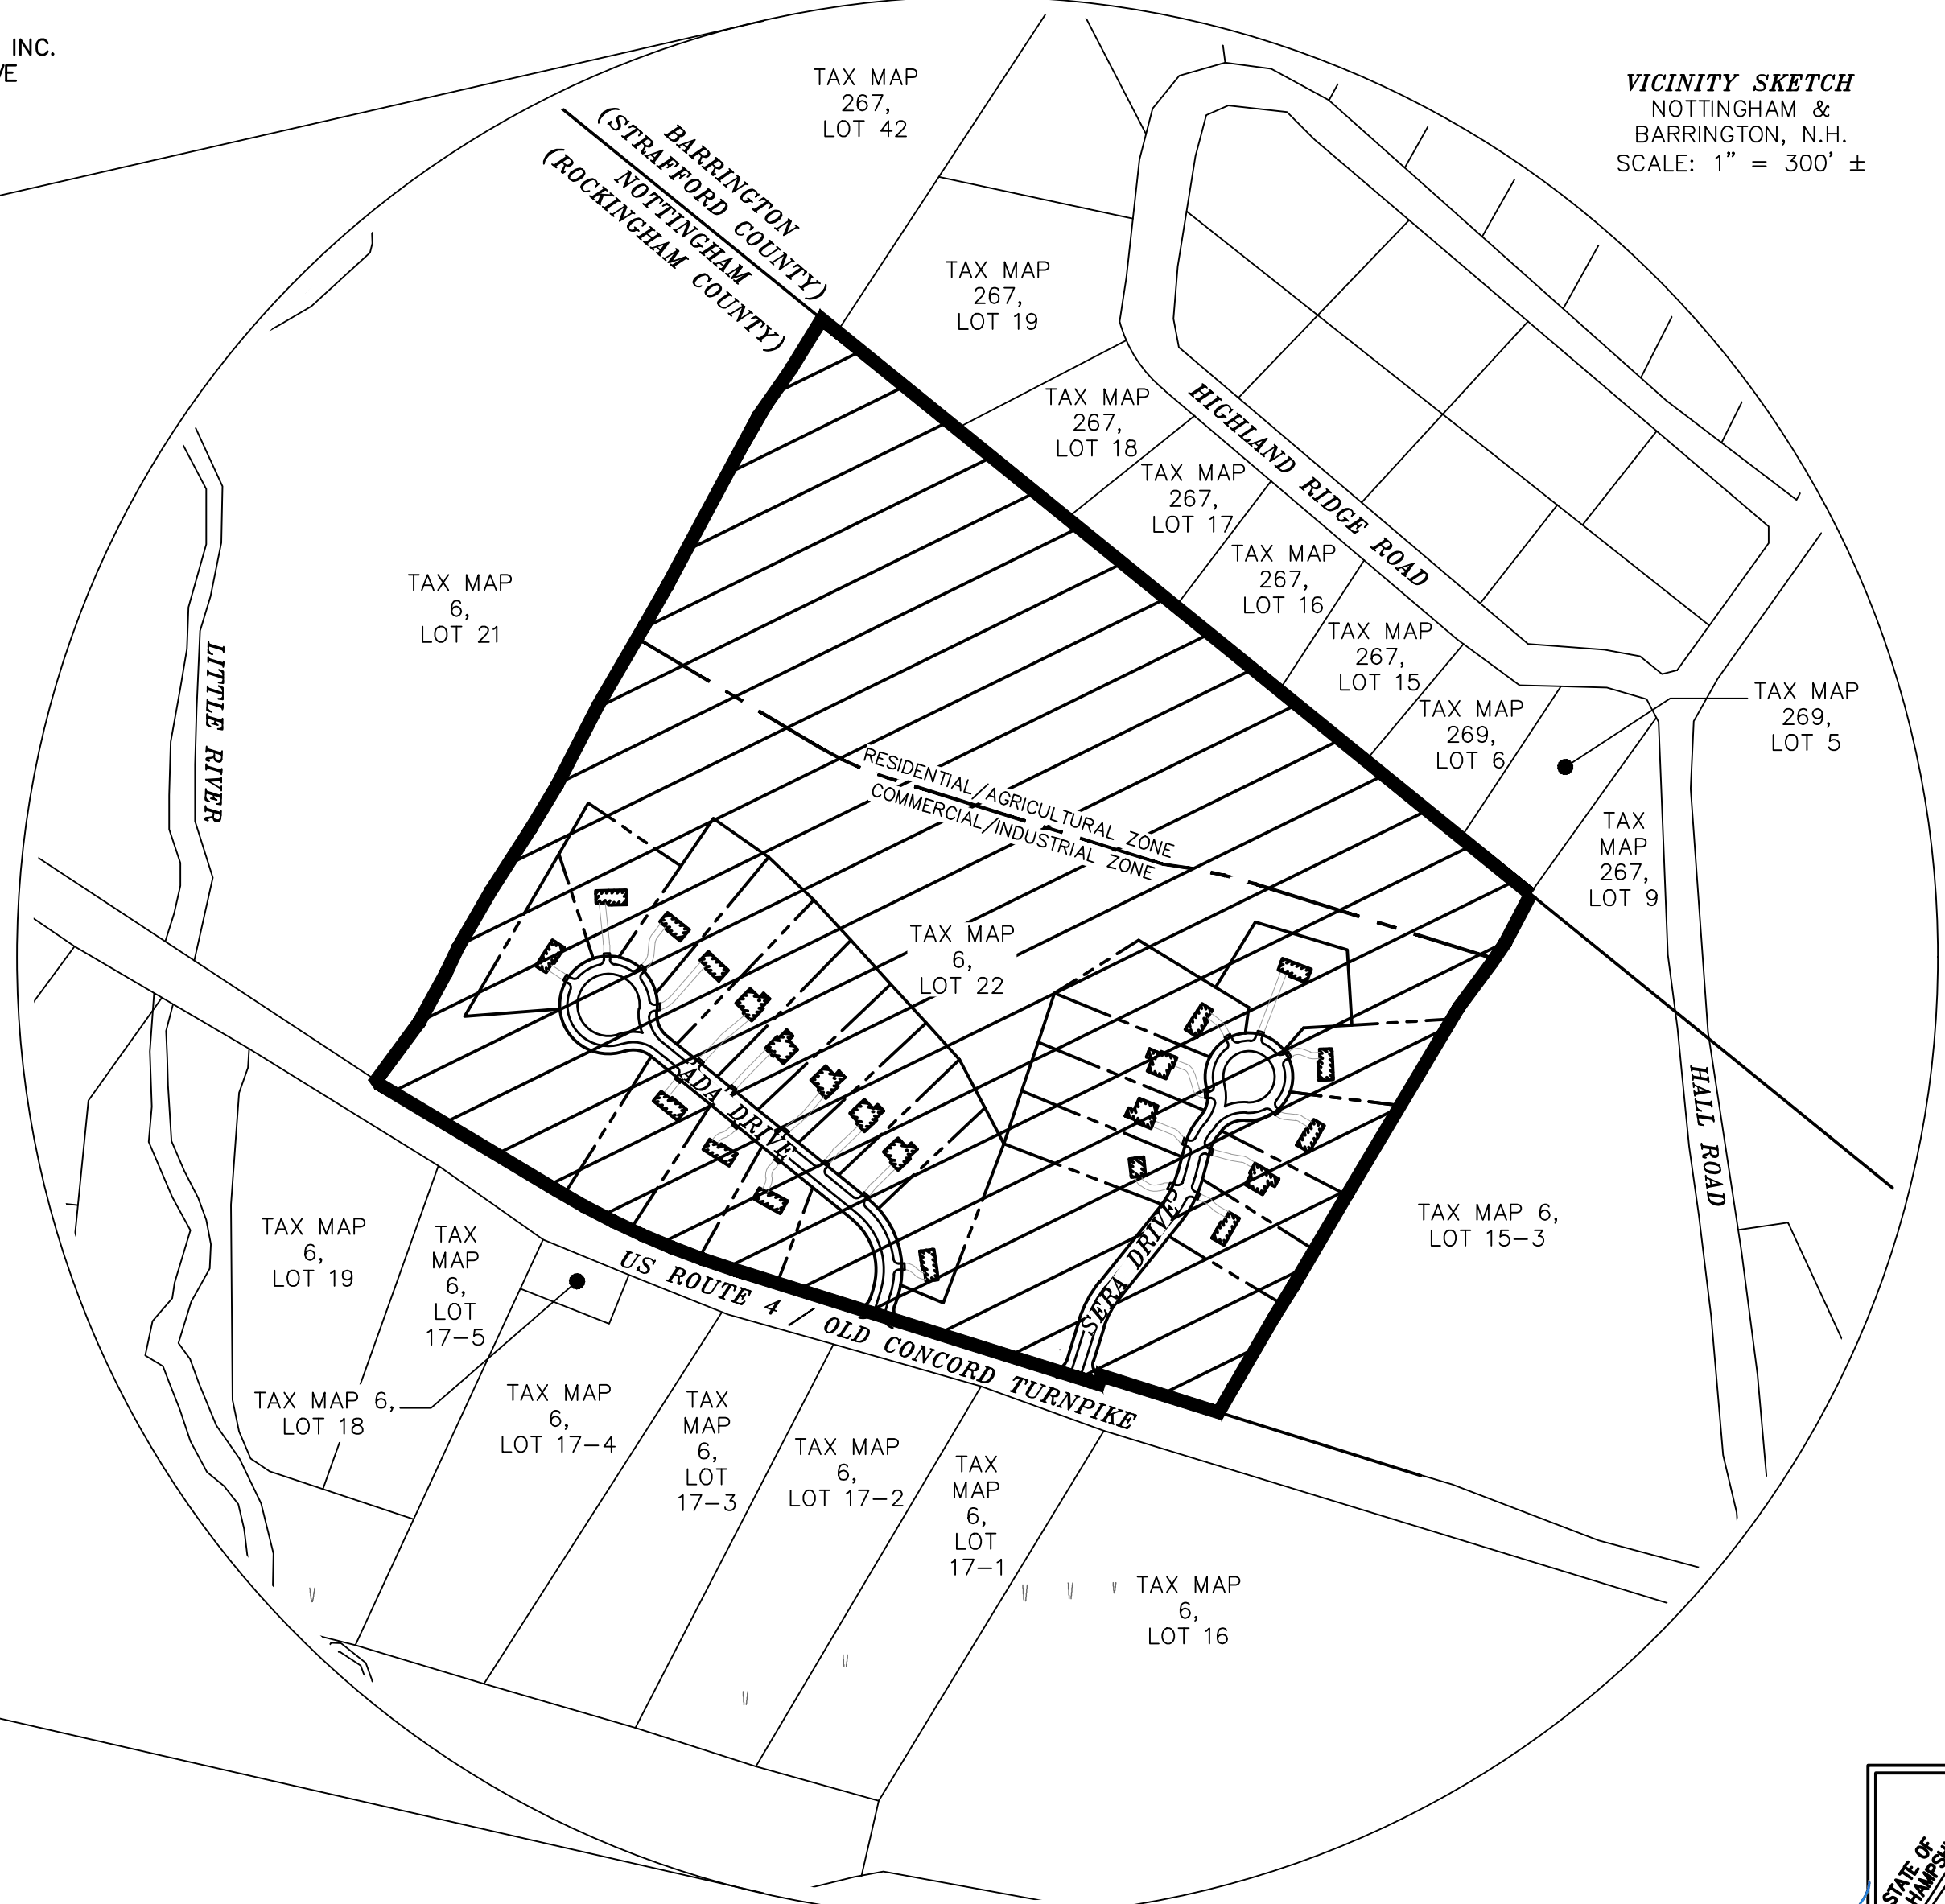 INC.
VE
VICINITY SKETCH
NOTTINGHAM &
BARRINGTON, N.H.
SCALE: 1" = 300' ±
TAX MAP
267,
LOT 42
BARRINGTON
(STRAFFORD COUNTY)
NOTTINGHAM
(ROCKINGHAM COUNTY)
TAX MAP
267,
LOT 19
TAX MAP
267,
LOT 18
HIGHLAND RIDGE ROAD
TAX MAP
267,
LOT 17
TAX MAP
267,
LOT 16
TAX MAP
267,
LOT 15
TAX MAP
269,
LOT 6
TAX MAP
269,
LOT 5
TAX
MAP
267,
LOT 9
TAX MAP
6,
LOT 21
LITTLE RIVER
RESIDENTIAL/AGRICULTURAL ZONE
COMMERCIAL/INDUSTRIAL ZONE
TAX MAP
6,
LOT 22
ADA DRIVE
SERA DRIVE
HALL ROAD
TAX MAP 6,
LOT 15-3
US ROUTE 4 / OLD CONCORD TURNPIKE
TAX MAP
6,
LOT 19
TAX
MAP
6,
LOT
17-5
TAX MAP 6,
LOT 18
TAX MAP
6,
LOT 17-4
TAX
MAP
6,
LOT
17-3
TAX MAP
6,
LOT 17-2
TAX
MAP
6,
LOT
17-1
TAX MAP
6,
LOT 16
STATE OF